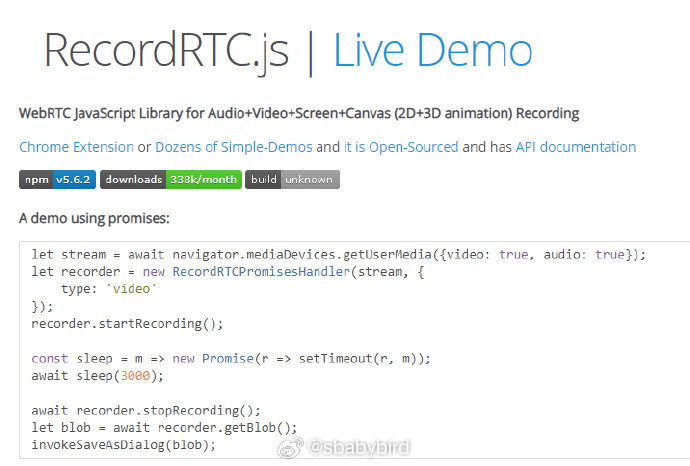 RecordRTC.js | Live Demo
WebRTC JavaScript Library for Audio+Video+Screen+Canvas (2D+3D animation) Recording
Chrome Extension or Dozens of Simple-Demos and it is Open-Sourced and has API documentation
npm v5.6.2 downloads 338k/month build unknown
A demo using promises:
let stream = await navigator.mediaDevices.getUserMedia({video: true, audio: true});
let recorder = new RecordRTCPromisesHandler(stream, {
    type: 'video'
});
recorder.startRecording();
const sleep = m => new Promise(r => setTimeout(r, m));
await sleep(3000);
await recorder.stopRecording();
let blob = await recorder.getBlob();
invokeSaveAsDialog(blob);
@sbabybird